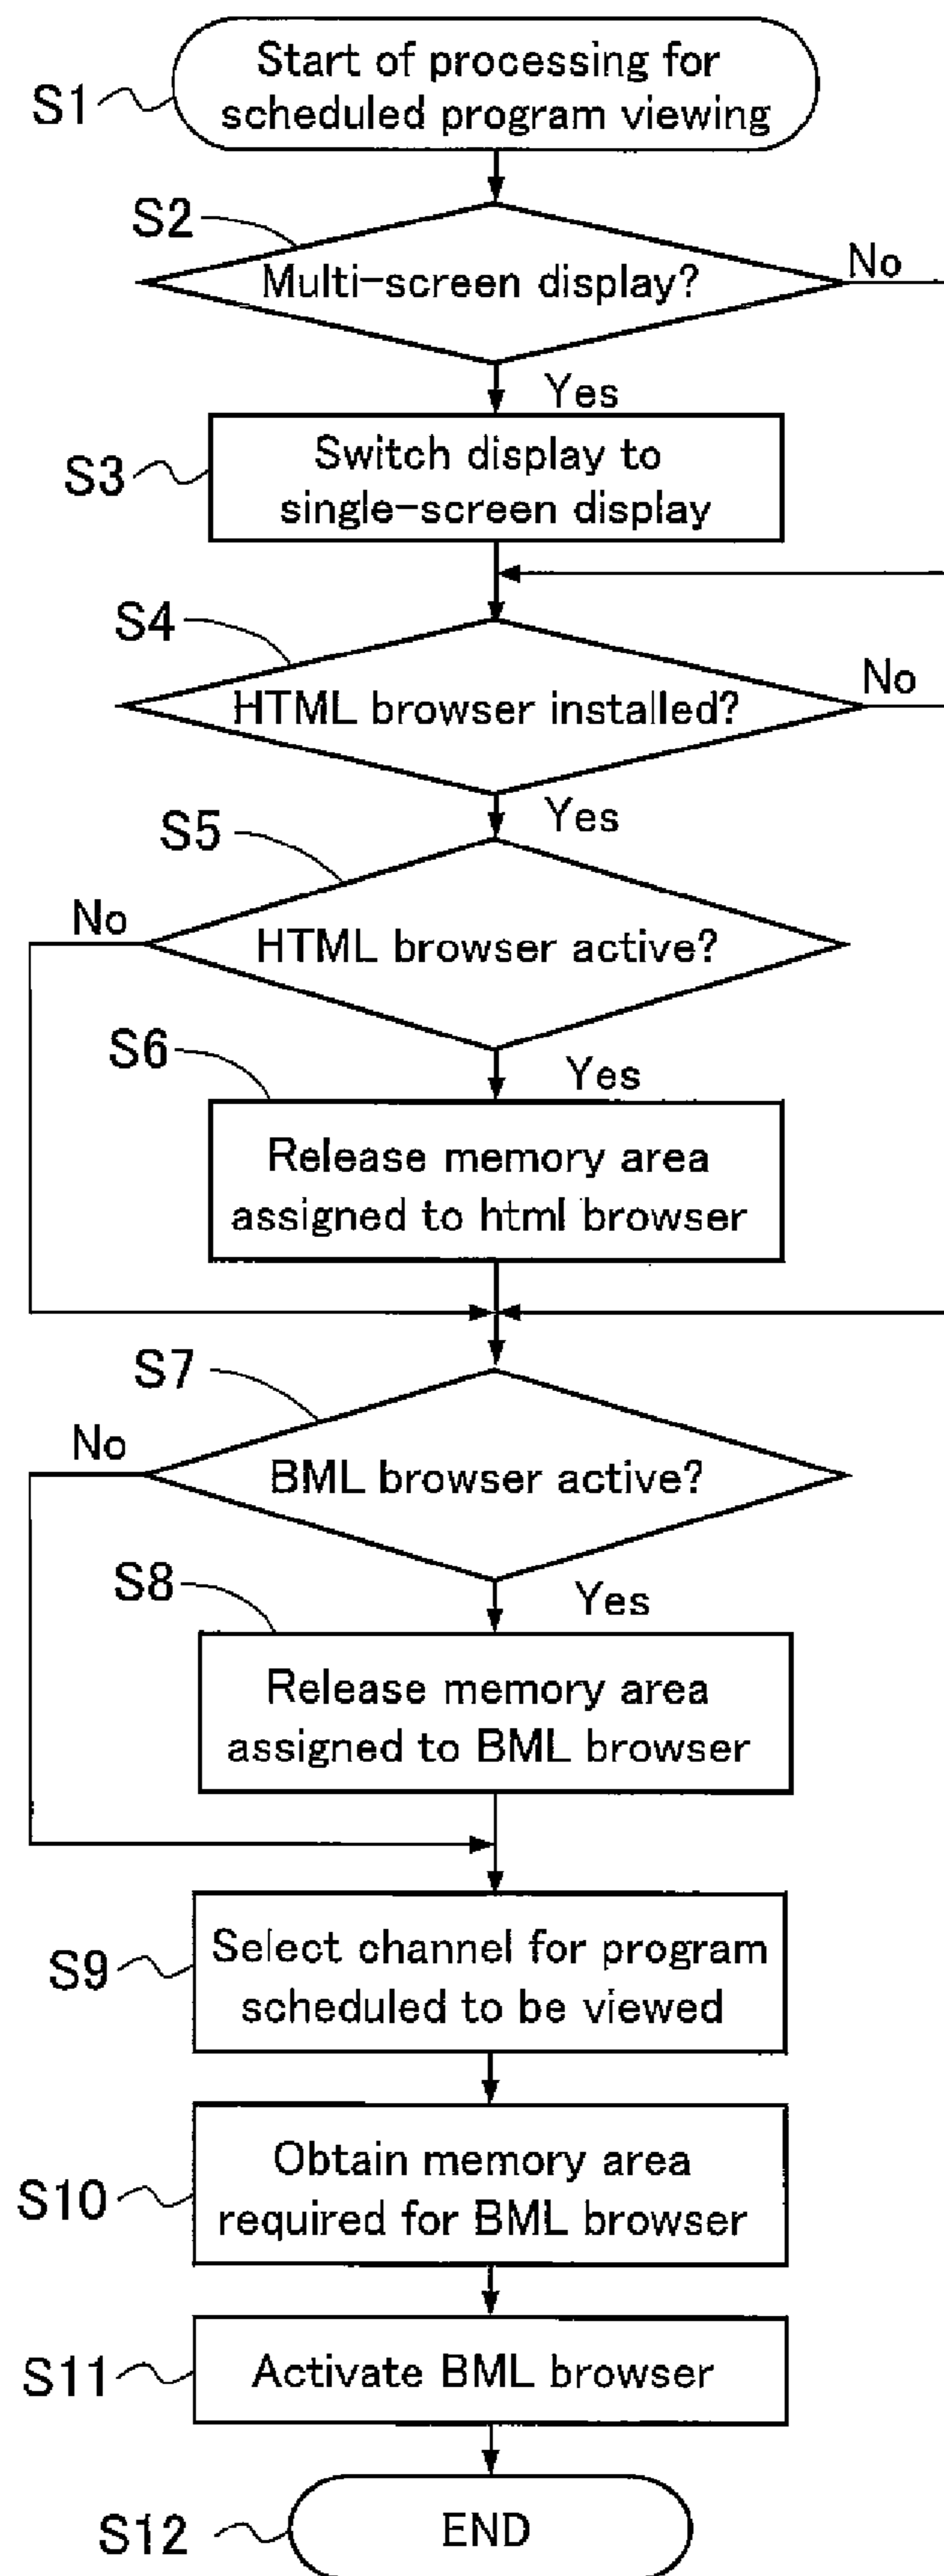 S1
Start of processing for
scheduled program viewing
S2
Multi-screen display?
No
Yes
S3
Switch display to
single-screen display
S4
HTML browser installed?
No
Yes
S5
No
HTML browser active?
S6
Yes
Release memory area
assigned to html browser
S7
No
BML browser active?
S8
Yes
Release memory area
assigned to BML browser
S9
Select channel for program
scheduled to be viewed
S10
Obtain memory area
required for BML browser
S11
Activate BML browser
S12
END